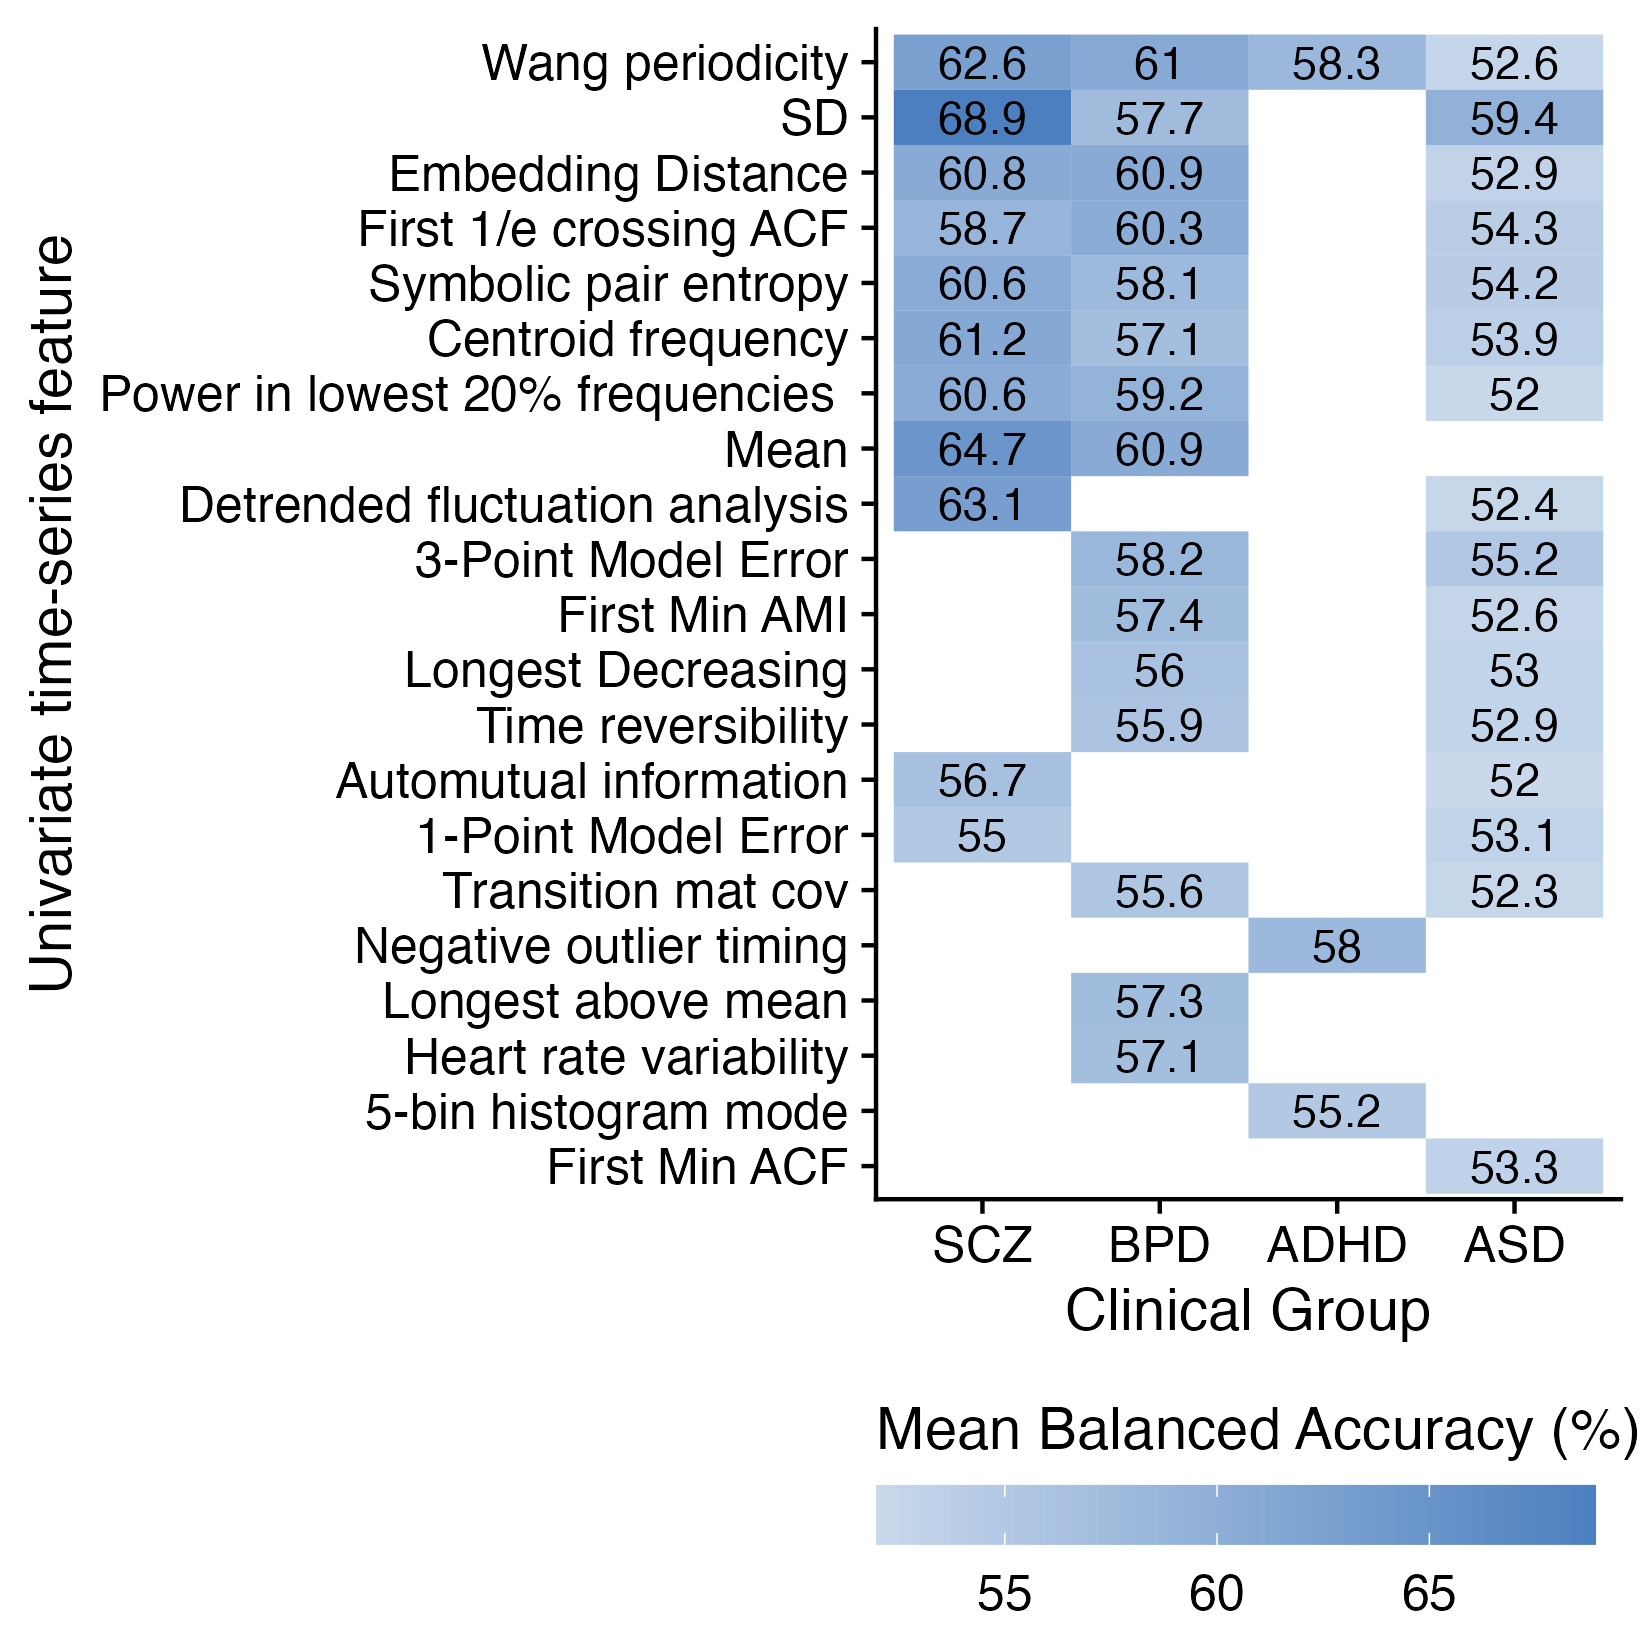 Univariate time-series feature
Wang periodicity 62.6 61 58.3 52.6
SD 68.9 57.7 59.4
Embedding Distance 60.8 60.9 52.9
First 1/e crossing ACF 58.7 60.3 54.3
Symbolic pair entropy 60.6 58.1 54.2
Centroid frequency 61.2 57.1 53.9
Power in lowest 20% frequencies 60.6 59.2 52
Mean 64.7 60.9
Detrended fluctuation analysis 63.1 52.4
3-Point Model Error 58.2 55.2
First Min AMI 57.4 52.6
Longest Decreasing 56 53
Time reversibility 55.9 52.9
Automutual information 56.7 52
1-Point Model Error 55 53.1
Transition mat cov 55.6 52.3
Negative outlier timing 58
Longest above mean 57.3
Heart rate variability 57.1
5-bin histogram mode 55.2
First Min ACF 53.3
SCZ BPD ADHD ASD
Clinical Group
Mean Balanced Accuracy (%)
55 60 65